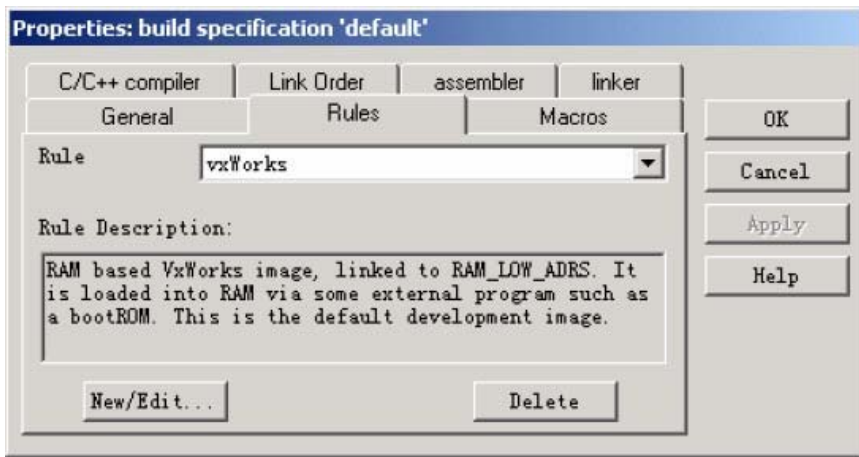 Properties: build specification 'default'
C/C++ compiler Link Order assembler linker
General Rules Macros
OK
Rule vxWorks
Cancel
Apply
Rule Description:
Help
RAM based VxWorks image, linked to RAM_LOW_ADRS. It
is loaded into RAM via some external program such as
a bootROM. This is the default development image.
New/Edit... Delete